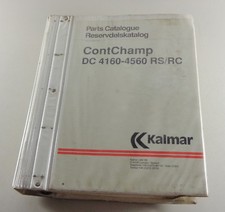 Parts Catalogue
Reservdelskatalog
ContChamp
DC 4160-4560 RS/RC
Kalmar